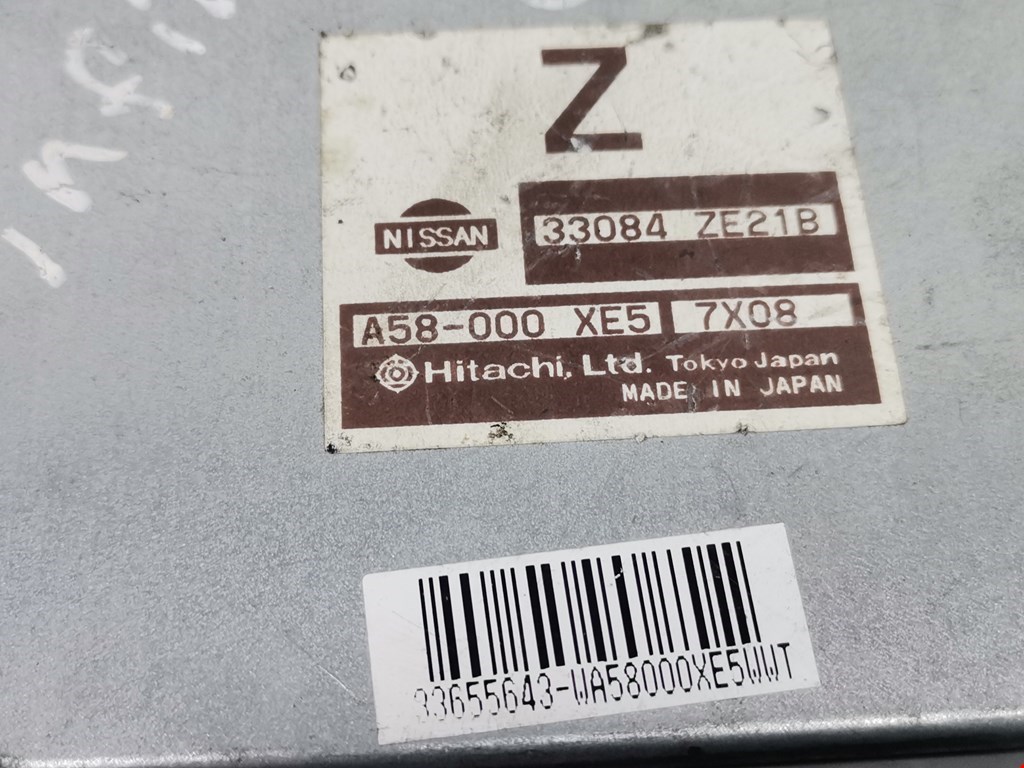 Z
NISSAN
33084 ZE21B
A58-000 XE5 7X08
Hitachi, Ltd. Tokyo Japan
MADE IN JAPAN
33655643-WA58000XE5WWT